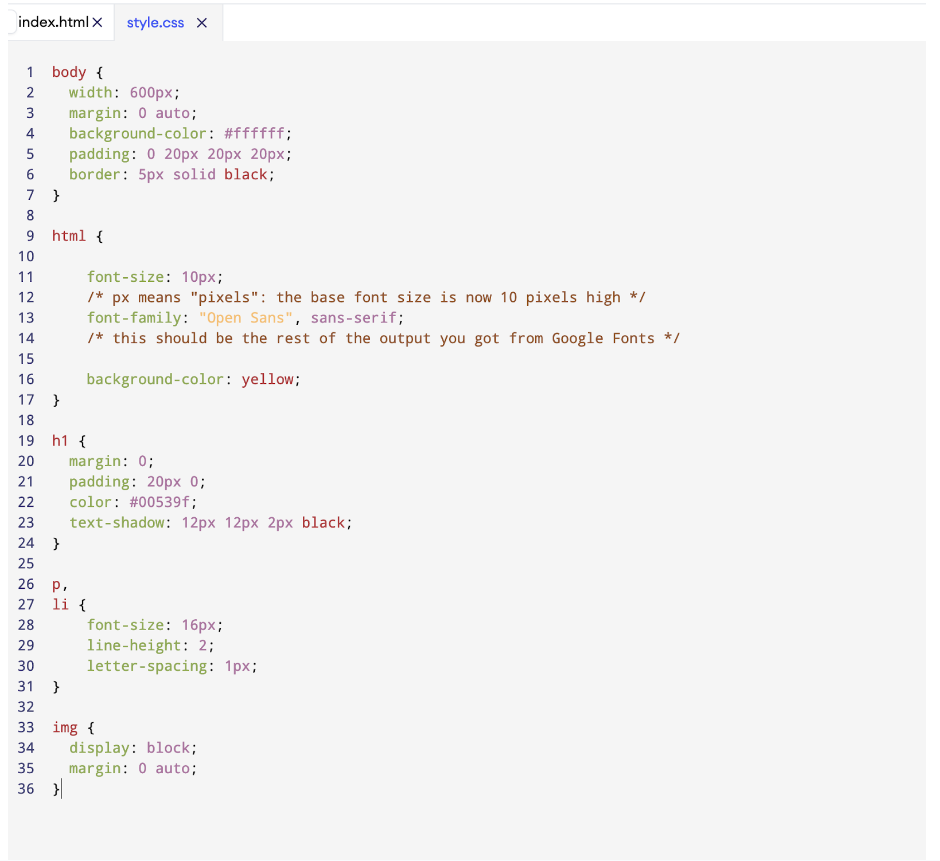 index.html ×
style.css ×
1 body {
2   width: 600px;
3   margin: 0 auto;
4   background-color: #ffffff;
5   padding: 0 20px 20px 20px;
6   border: 5px solid black;
7 }
8
9 html {
10
11     font-size: 10px;
12     /* px means "pixels": the base font size is now 10 pixels high */
13     font-family: "Open Sans", sans-serif;
14     /* this should be the rest of the output you got from Google Fonts */
15
16     background-color: yellow;
17 }
18
19 h1 {
20   margin: 0;
21   padding: 20px 0;
22   color: #00539f;
23   text-shadow: 12px 12px 2px black;
24 }
25
26 p,
27 li {
28     font-size: 16px;
29     line-height: 2;
30     letter-spacing: 1px;
31 }
32
33 img {
34   display: block;
35   margin: 0 auto;
36 }